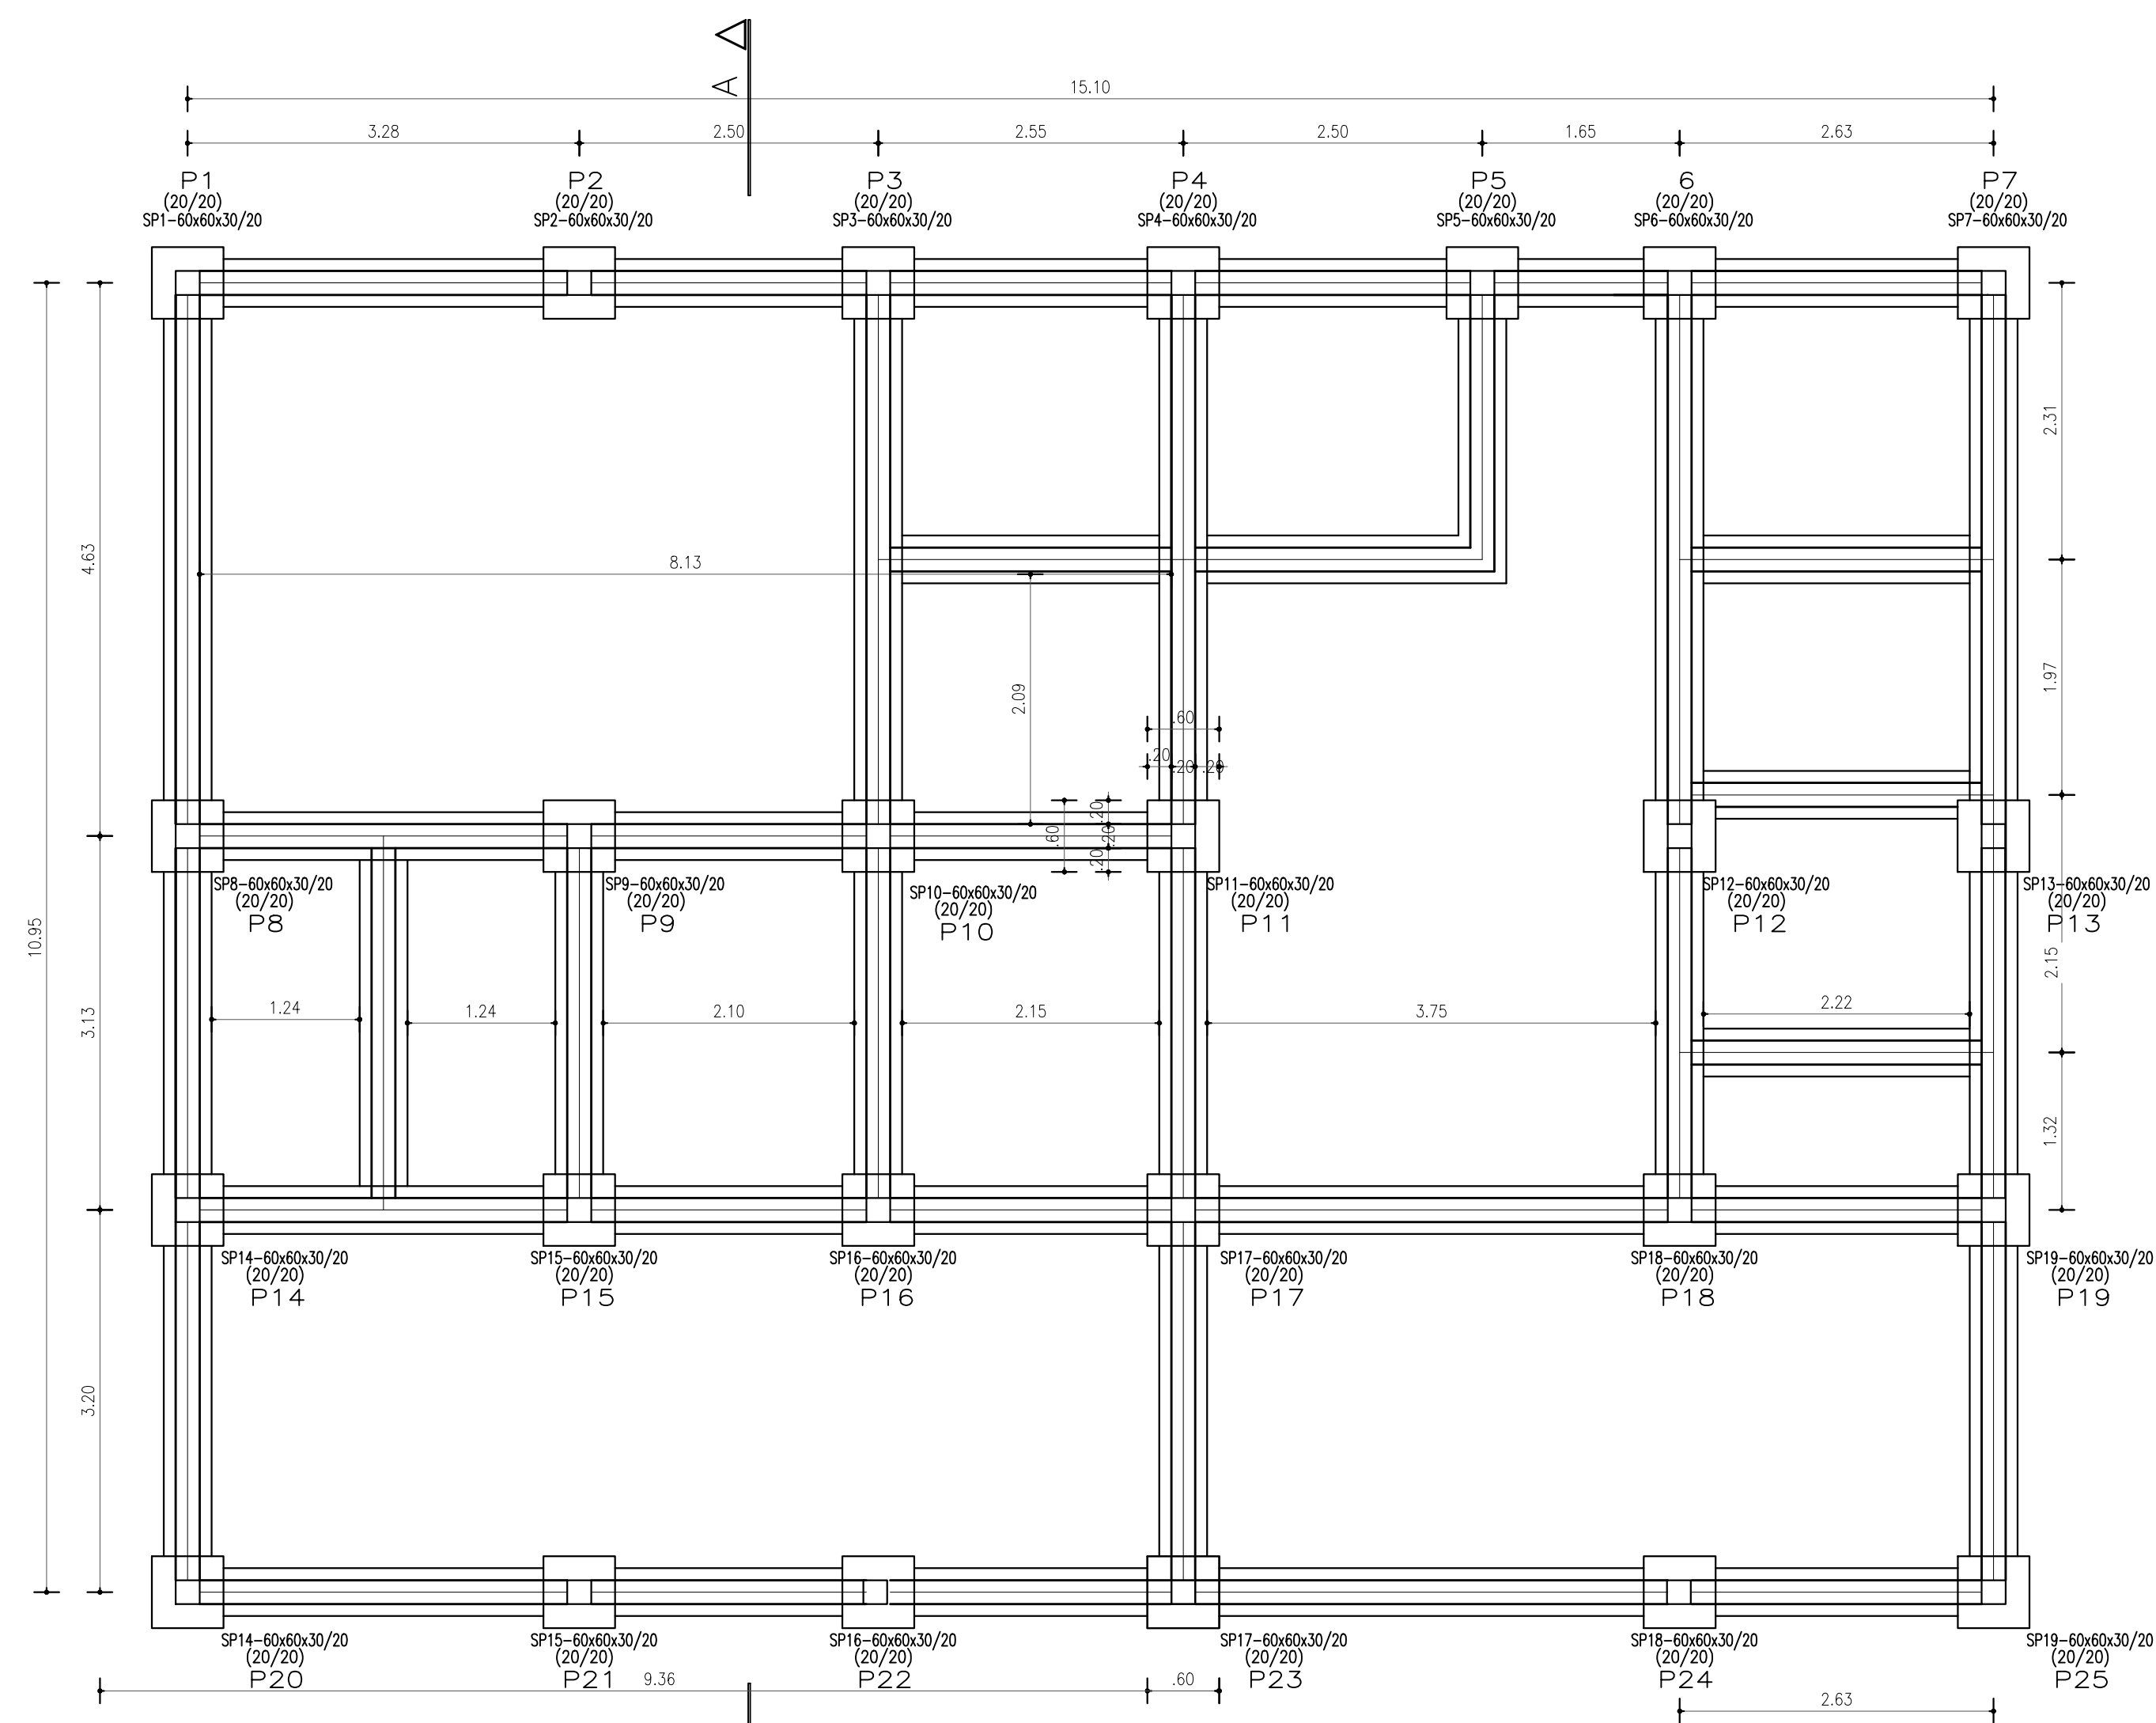 A
15.10
3.28
2.50
2.55
2.50
1.65
2.63
P1
(20/20)
SP1-60x60x30/20
P2
(20/20)
SP2-60x60x30/20
P3
(20/20)
SP3-60x60x30/20
P4
(20/20)
SP4-60x60x30/20
P5
(20/20)
SP5-60x60x30/20
6
(20/20)
SP6-60x60x30/20
P7
(20/20)
SP7-60x60x30/20
2.31
4.63
8.13
1.97
2.09
.60
.20
.20
.20
.60
.20
.20
.20
SP8-60x60x30/20
(20/20)
P8
SP9-60x60x30/20
(20/20)
P9
SP10-60x60x30/20
(20/20)
P10
SP11-60x60x30/20
(20/20)
P11
SP12-60x60x30/20
(20/20)
P12
SP13-60x60x30/20
(20/20)
P13
10.95
2.15
3.13
1.24
1.24
2.10
2.15
3.75
2.22
1.32
SP14-60x60x30/20
(20/20)
P14
SP15-60x60x30/20
(20/20)
P15
SP16-60x60x30/20
(20/20)
P16
SP17-60x60x30/20
(20/20)
P17
SP18-60x60x30/20
(20/20)
P18
SP19-60x60x30/20
(20/20)
P19
3.20
SP14-60x60x30/20
(20/20)
P20
SP15-60x60x30/20
(20/20)
P21
SP16-60x60x30/20
(20/20)
P22
SP17-60x60x30/20
(20/20)
P23
SP18-60x60x30/20
(20/20)
P24
SP19-60x60x30/20
(20/20)
P25
9.36
.60
2.63